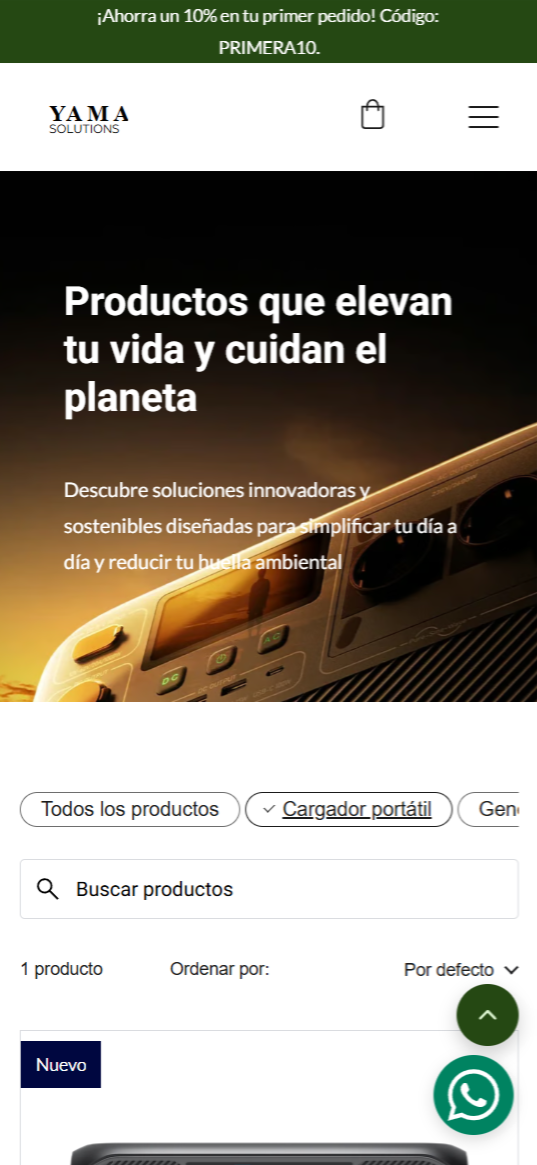 ¡Ahorra un 10% en tu primer pedido! Código:
PRIMERA10.
YAMA
SOLUTIONS
Productos que elevan
tu vida y cuidan el
planeta
Descubre soluciones innovadoras y
sostenibles diseñadas para simplificar tu día a
día y reducir tu huella ambiental
DC
AC
Todos los productos
Cargador portátil
Gen
Buscar productos
1 producto
Ordenar por:
Por defecto
Nuevo